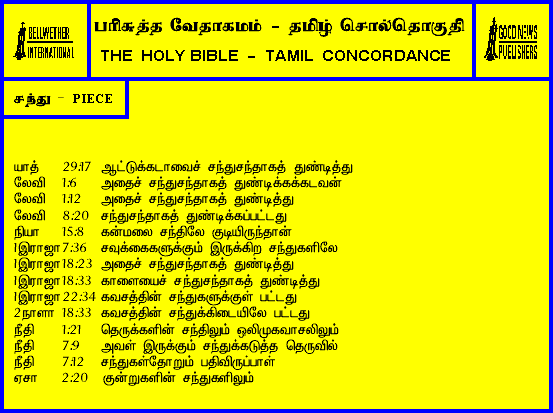 BELLWETHER
INTERNATIONAL
பரிசுத்த வேதாகமம் - தமிழ் சொல்தொகுதி
THE HOLY BIBLE - TAMIL CONCORDANCE
GOOD NEWS
PUBLISHERS
சந்து - PIECE
யாத் 29:17 ஆட்டுக்கடாவைச் சந்துசந்தாகத் துண்டித்து
லேவி 1:6 அதைச் சந்துசந்தாகத் துண்டிக்கக்கடவன்
லேவி 1:12 அதைச் சந்துசந்தாகத் துண்டித்து
லேவி 8:20 சந்துசந்தாகத் துண்டிக்கப்பட்டது
நியா 15:8 கன்மலை சந்திலே குடியிருந்தான்
1இராஜா 7:36 சவுக்கைகளுக்கும் இருக்கிற சந்துகளிலே
1இராஜா 18:23 அதைச் சந்துசந்தாகத் துண்டித்து
1இராஜா 18:33 காளையைச் சந்துசந்தாகத் துண்டித்து
1இராஜா 22:34 கவசத்தின் சந்துகளுக்குள் பட்டது
2நாளா 18:33 கவசத்தின் சந்துக்கிடையிலே பட்டது
நீதி 1:21 தெருக்களின் சந்திலும் ஒலிமுகவாசலிலும்
நீதி 7:9 அவள் இருக்கும் சந்துக்கடுத்த தெருவில்
நீதி 7:12 சந்துகள்தோறும் பதிவிருப்பாள்
ஏசா 2:20 குன்றுகளின் சந்துகளிலும்